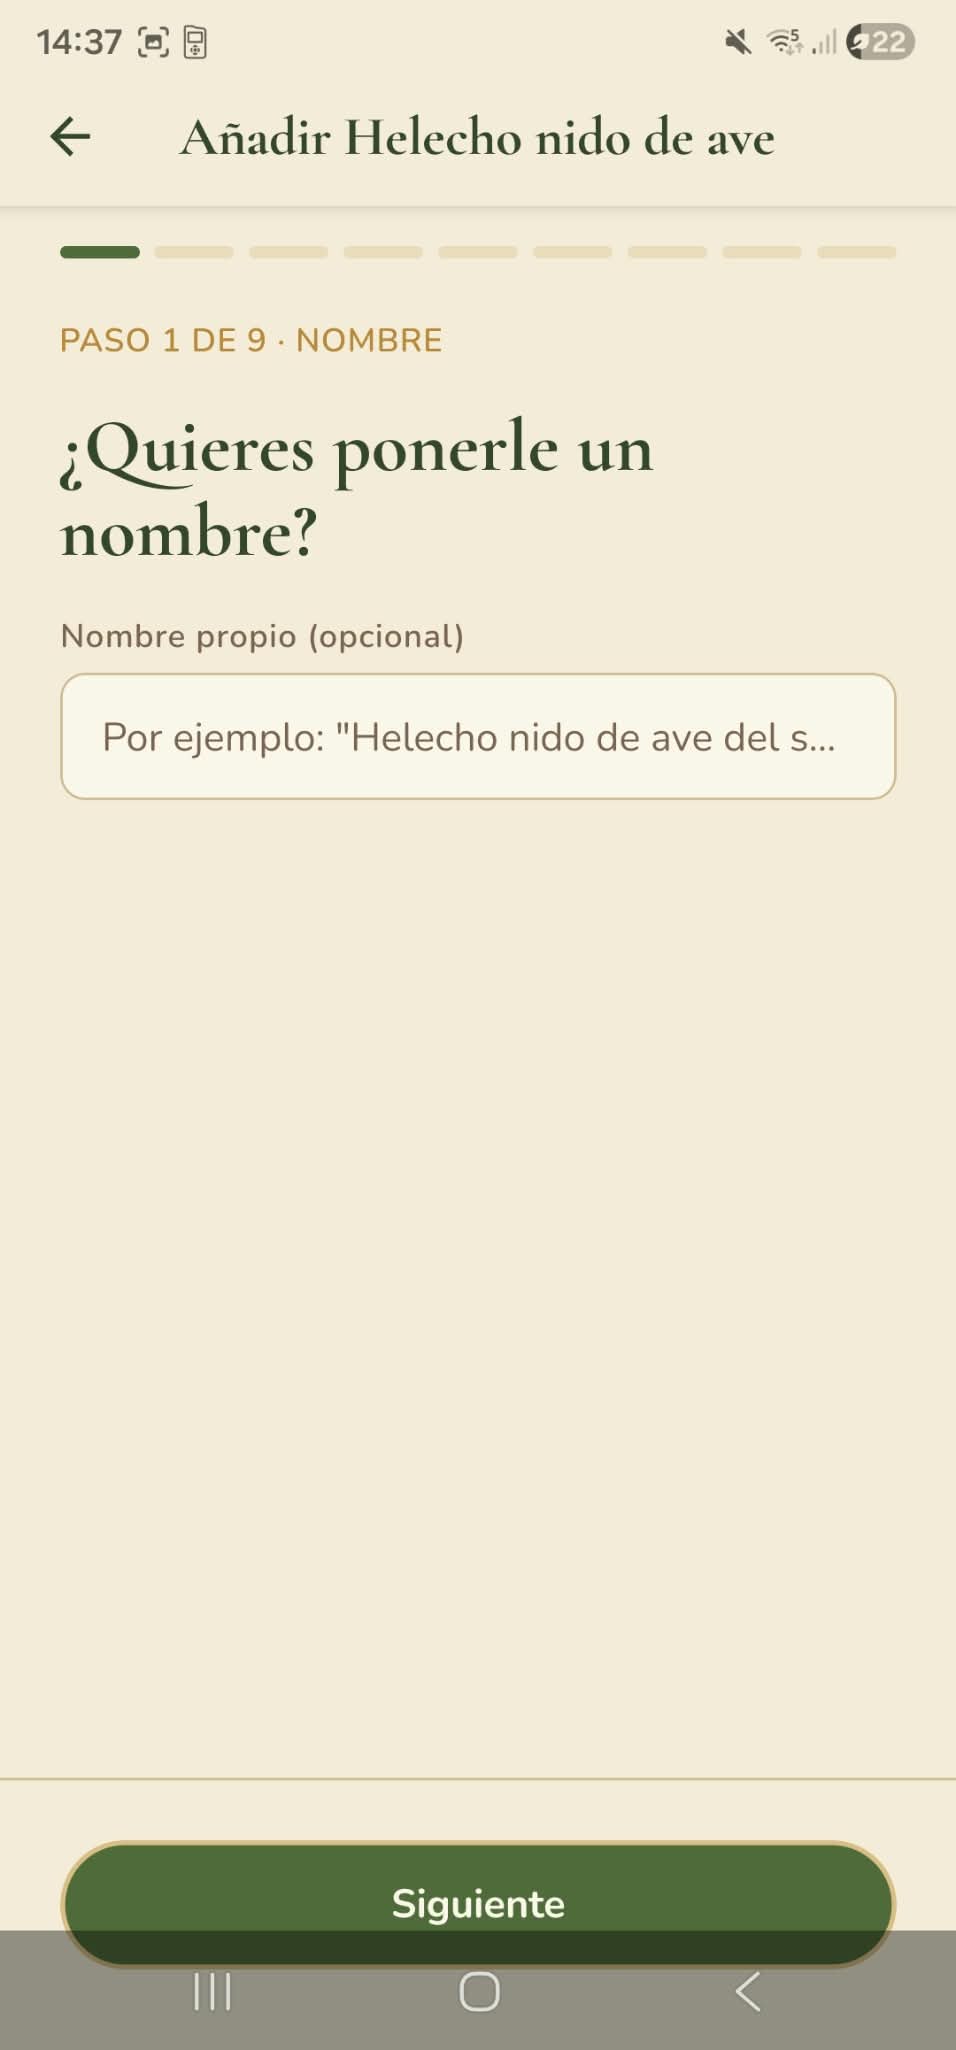 14:37
5
22
Añadir Helecho nido de ave
PASO 1 DE 9 · NOMBRE
¿Quieres ponerle un
nombre?
Nombre propio (opcional)
Por ejemplo: "Helecho nido de ave del s...
Siguiente